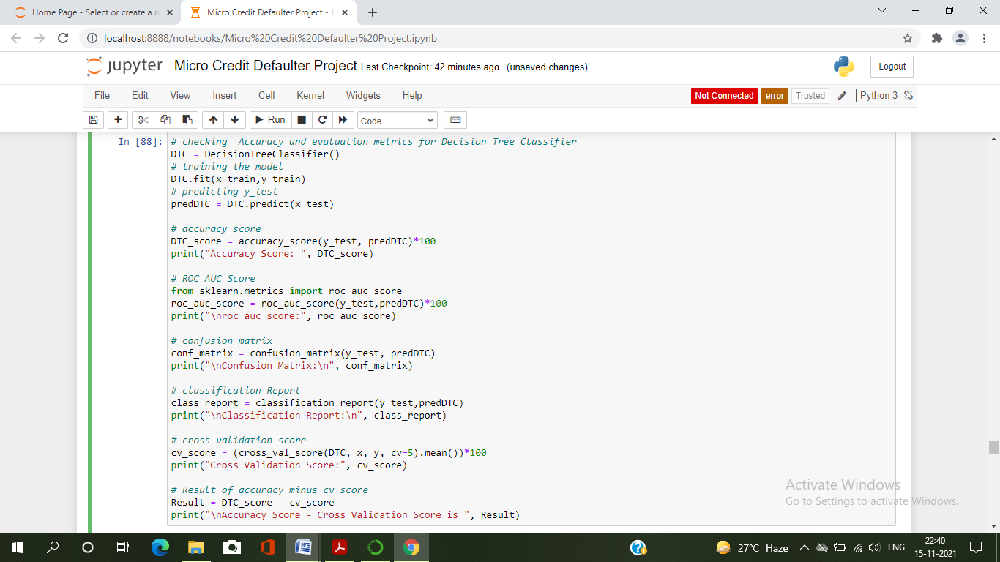 Home Page - Select or create a n
Micro Credit Defaulter Project - J
localhost:8888/notebooks/Micro%20Credit%20Defaulter%20Project.ipynb
jupyter Micro Credit Defaulter Project Last Checkpoint: 42 minutes ago (unsaved changes)
Logout
File Edit View Insert Cell Kernel Widgets Help
Not Connected error Trusted Python 3
Run Code
In [88]: # checking  Accuracy and evaluation metrics for Decision Tree Classifier
DTC = DecisionTreeClassifier()
# training the model
DTC.fit(x_train,y_train)
# predicting y_test
predDTC = DTC.predict(x_test)
# accuracy score
DTC_score = accuracy_score(y_test, predDTC)*100
print("Accuracy Score: ", DTC_score)
# ROC AUC Score
from sklearn.metrics import roc_auc_score
roc_auc_score = roc_auc_score(y_test,predDTC)*100
print("\nroc_auc_score:", roc_auc_score)
# confusion matrix
conf_matrix = confusion_matrix(y_test, predDTC)
print("\nConfusion Matrix:\n", conf_matrix)
# classification Report
class_report = classification_report(y_test,predDTC)
print("\nClassification Report:\n", class_report)
# cross validation score
cv_score = (cross_val_score(DTC, x, y, cv=5).mean())*100
print("Cross Validation Score:", cv_score)
# Result of accuracy minus cv score
Result = DTC_score - cv_score
print("\nAccuracy Score - Cross Validation Score is ", Result)
Activate Windows
Go to Settings to activate Windows.
27°C Haze
ENG
22:40
15-11-2021